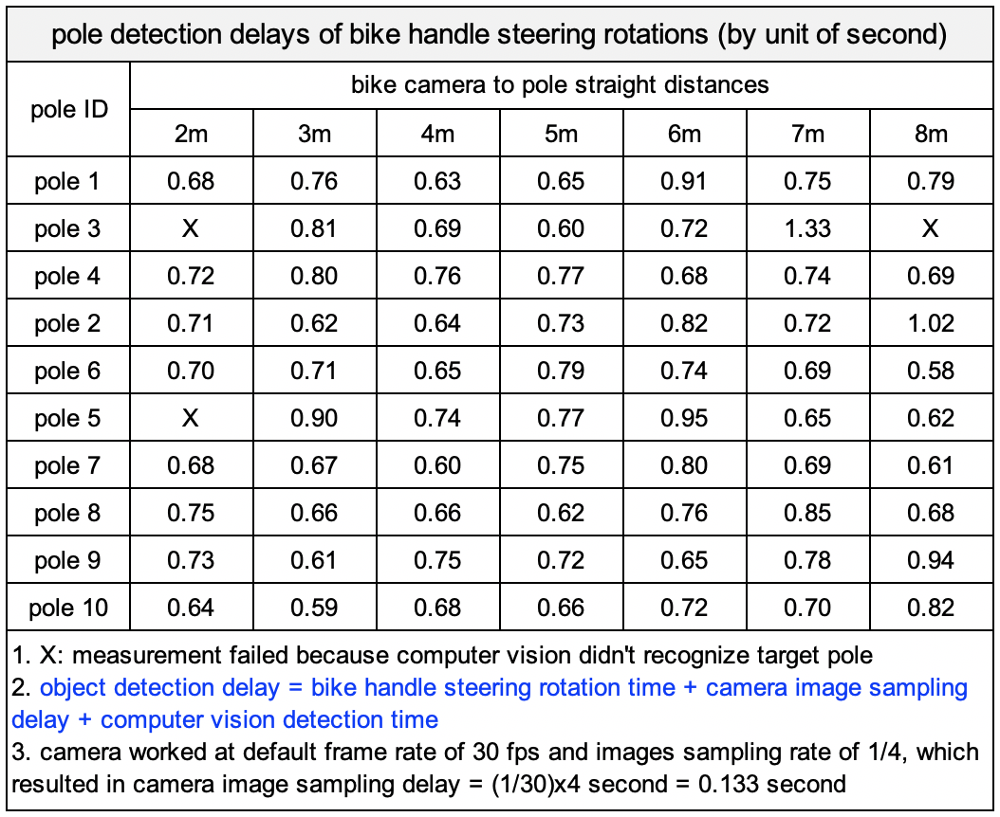 pole detection delays of bike handle steering rotations (by unit of second)
pole ID
bike camera to pole straight distances
2m 3m 4m 5m 6m 7m 8m
pole 1 0.68 0.76 0.63 0.65 0.91 0.75 0.79
pole 3 X 0.81 0.69 0.60 0.72 1.33 X
pole 4 0.72 0.80 0.76 0.77 0.68 0.74 0.69
pole 2 0.71 0.62 0.64 0.73 0.82 0.72 1.02
pole 6 0.70 0.71 0.65 0.79 0.74 0.69 0.58
pole 5 X 0.90 0.74 0.77 0.95 0.65 0.62
pole 7 0.68 0.67 0.60 0.75 0.80 0.69 0.61
pole 8 0.75 0.66 0.66 0.62 0.76 0.85 0.68
pole 9 0.73 0.61 0.75 0.72 0.65 0.78 0.94
pole 10 0.64 0.59 0.68 0.66 0.72 0.70 0.82
1. X: measurement failed because computer vision didn't recognize target pole
2. object detection delay = bike handle steering rotation time + camera image sampling
delay + computer vision detection time
3. camera worked at default frame rate of 30 fps and images sampling rate of 1/4, which
resulted in camera image sampling delay = (1/30)x4 second = 0.133 second